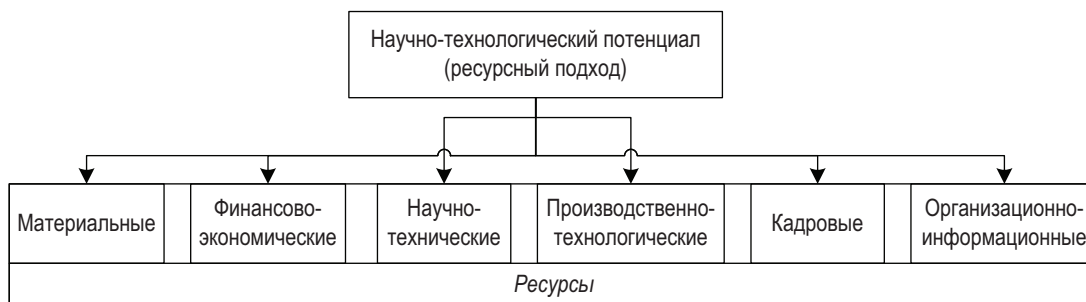 Научно-технологический потенциал
(ресурсный подход)
Материальные
Финансово-
экономические
Научно-
технические
Производственно-
технологические
Кадровые
Организационно-
информационные
Ресурсы